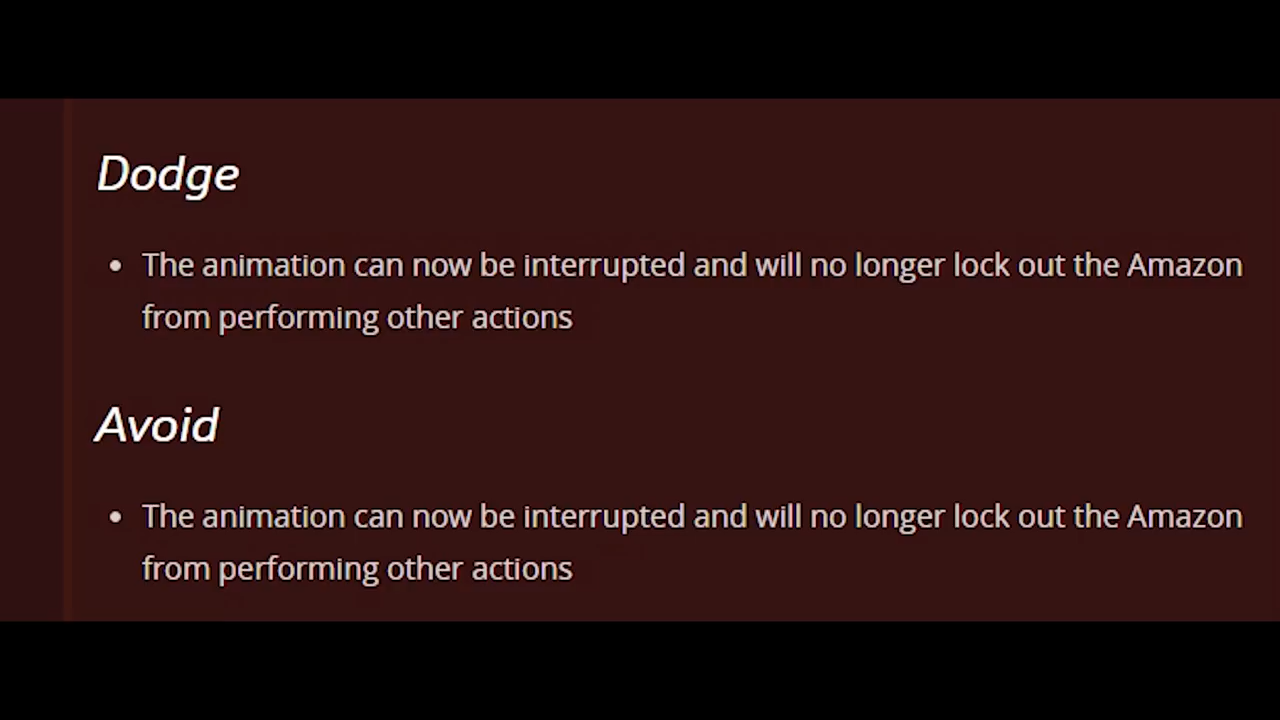 Dodge
• The animation can now be interrupted and will no longer lock out the Amazon
from performing other actions
Avoid
• The animation can now be interrupted and will no longer lock out the Amazon
from performing other actions